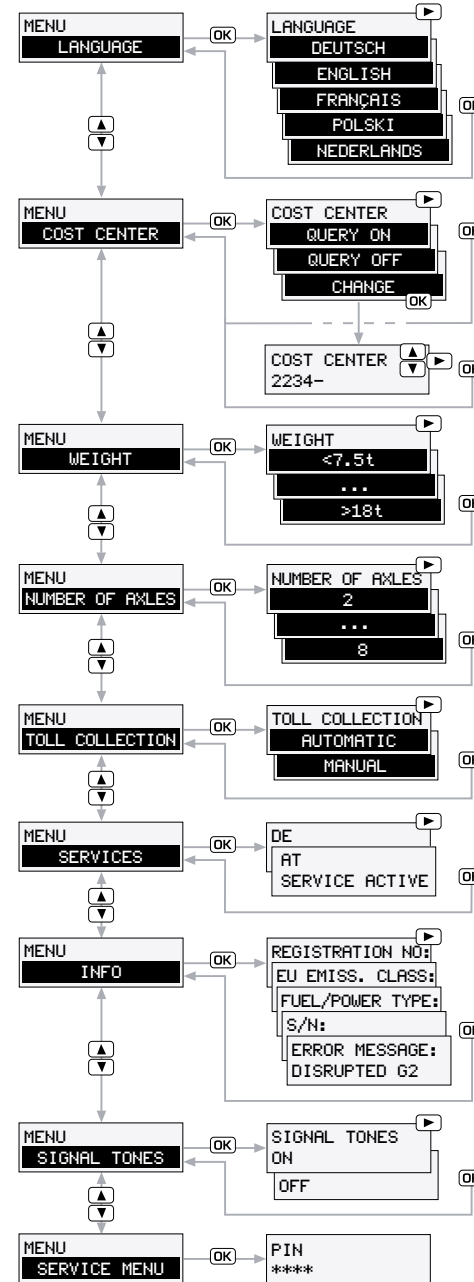 MENU
LANGUAGE
OK
LANGUAGE
DEUTSCH
ENGLISH
FRANÇAIS
POLSKI
NEDERLANDS
OK
MENU
COST CENTER
OK
COST CENTER
QUERY ON
QUERY OFF
CHANGE
OK
OK
COST CENTER
2234-
OK
MENU
WEIGHT
OK
WEIGHT
<7.5t
...
>18t
OK
MENU
NUMBER OF AXLES
OK
NUMBER OF AXLES
2
...
8
OK
MENU
TOLL COLLECTION
OK
TOLL COLLECTION
AUTOMATIC
MANUAL
OK
MENU
SERVICES
OK
DE
AT
SERVICE ACTIVE
OK
MENU
INFO
OK
REGISTRATION NO:
EU EMISS. CLASS:
FUEL/POWER TYPE:
S/N:
ERROR MESSAGE:
DISRUPTED G2
OK
MENU
SIGNAL TONES
OK
SIGNAL TONES
ON
OFF
OK
MENU
SERVICE MENU
OK
PIN
****